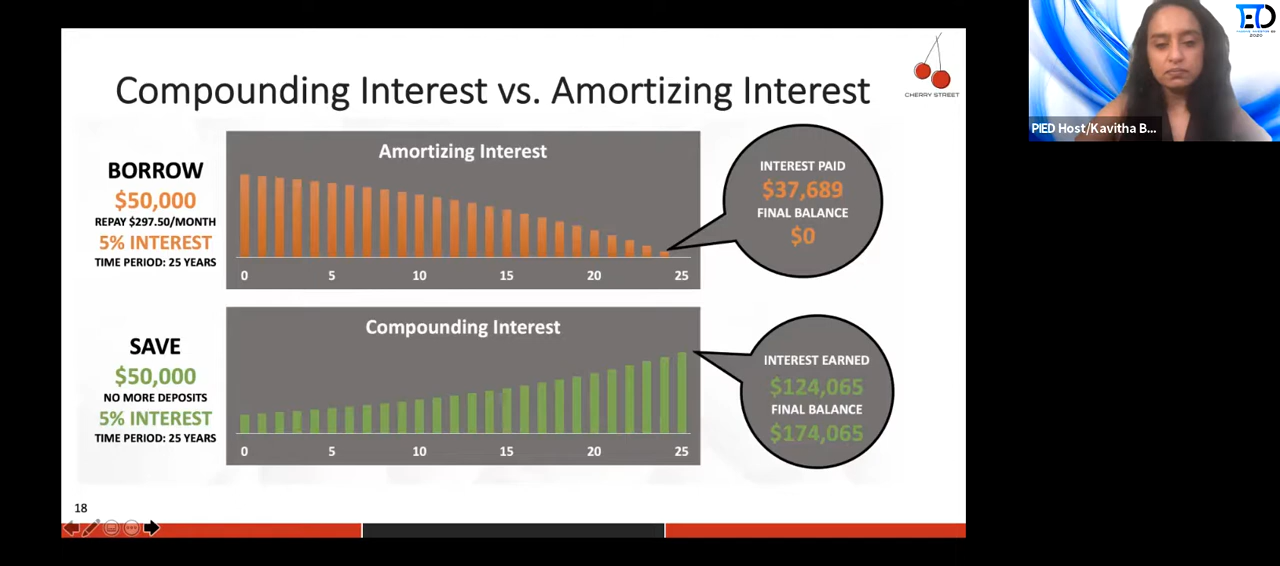 Compounding Interest vs. Amortizing Interest
CHERRY STREET
BORROW
$50,000
REPAY $297.50/MONTH
5% INTEREST
TIME PERIOD: 25 YEARS
Amortizing Interest
0 5 10 15 20 25
INTEREST PAID
$37,689
FINAL BALANCE
$0
SAVE
$50,000
NO MORE DEPOSITS
5% INTEREST
TIME PERIOD: 25 YEARS
Compounding Interest
0 5 10 15 20 25
INTEREST EARNED
$124,065
FINAL BALANCE
$174,065
18
PIED Host/Kavitha B...
2020